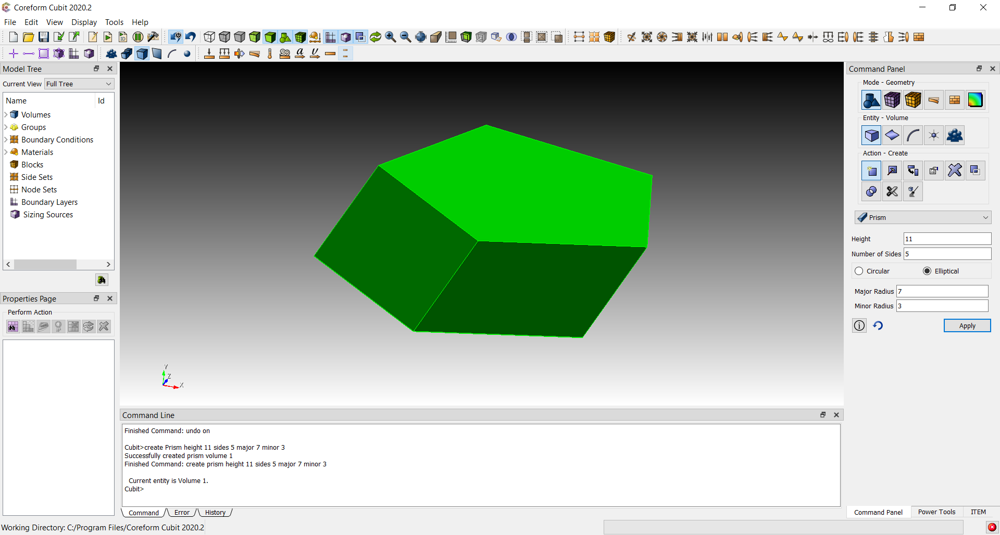 Coreform Cubit 2020.2
File Edit View Display Tools Help
Model Tree
Current View Full Tree
Name Id
Volumes
Groups
Boundary Conditions
Materials
Blocks
Side Sets
Node Sets
Boundary Layers
Sizing Sources
Properties Page
Perform Action
Y
Z
X
Command Line
Finished Command: undo on
Cubit>create Prism height 11 sides 5 major 7 minor 3
Successfully created prism volume 1
Finished Command: create prism height 11 sides 5 major 7 minor 3
Current entity is Volume 1.
Cubit>
Command Error History
Command Panel
Mode - Geometry
Entity - Volume
Action - Create
Prism
Height 11
Number of Sides 5
Circular Elliptical
Major Radius 7
Minor Radius 3
Apply
Command Panel Power Tools ITEM
Working Directory: C:/Program Files/Coreform Cubit 2020.2